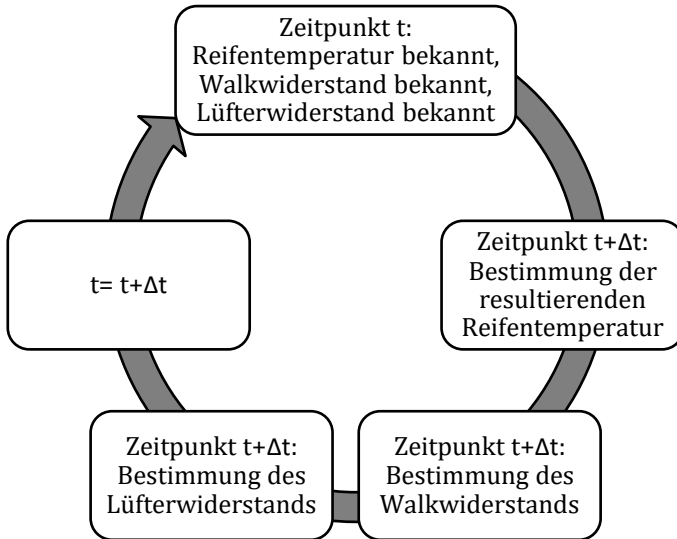 Zeitpunkt t:
Reifentemperatur bekannt,
Walkwiderstand bekannt,
Lüfterwiderstand bekannt
Zeitpunkt t+Δt:
Bestimmung der
resultierenden
Reifentemperatur
Zeitpunkt t+Δt:
Bestimmung des
Walkwiderstands
Zeitpunkt t+Δt:
Bestimmung des
Lüfterwiderstands
t= t+Δt